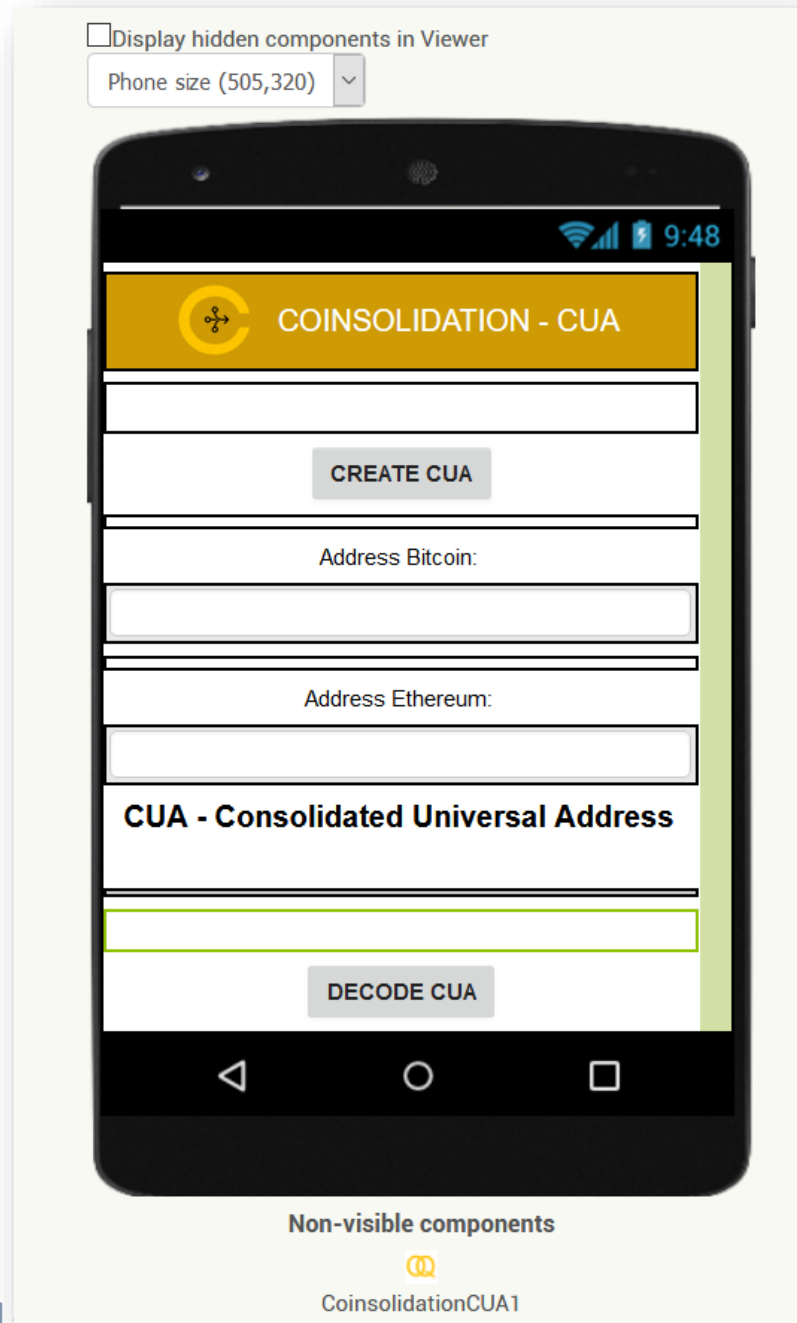 Display hidden components in Viewer
Phone size (505,320)
9:48
COINSOLIDATION - CUA
CREATE CUA
Address Bitcoin:
Address Ethereum:
CUA - Consolidated Universal Address
DECODE CUA
Non-visible components
CoinsolidationCUA1